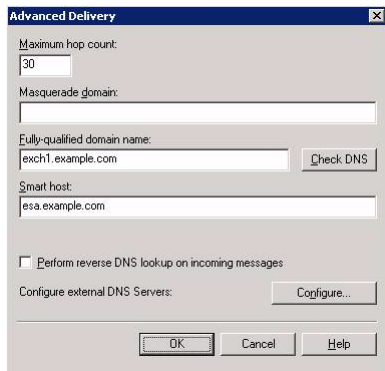 Advanced Delivery
Maximum hop count:
30
Masquerade domain:
Fully-qualified domain name:
exch1.example.com
Check DNS
Smart host:
esa.example.com
Perform reverse DNS lookup on incoming messages
Configure external DNS Servers:
Configure...
OK
Cancel
Help